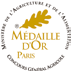 MINISTÈRE DE L'AGRICULTURE ET DE L'ALIMENTATION
MÉDAILLE
D'OR
PARIS
CONCOURS GÉNÉRAL AGRICOLE